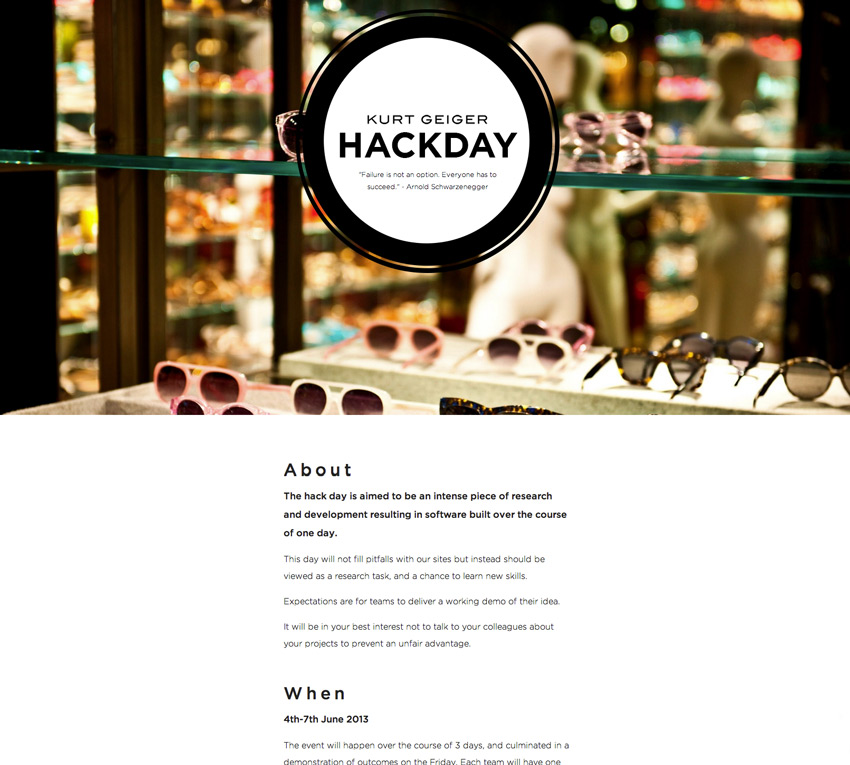 KURT GEIGER
HACKDAY
"Failure is not an option. Everyone has to
succeed." - Arnold Schwarzenegger
About
The hack day is aimed to be an intense piece of research
and development resulting in software built over the course
of one day.
This day will not fill pitfalls with our sites but instead should be
viewed as a research task, and a chance to learn new skills.
Expectations are for teams to deliver a working demo of their idea.
It will be in your best interest not to talk to your colleagues about
your projects to prevent an unfair advantage.
When
4th-7th June 2013
The event will happen over the course of 3 days, and culminated in a
demonstration of outcomes on the Friday. Each team will have one